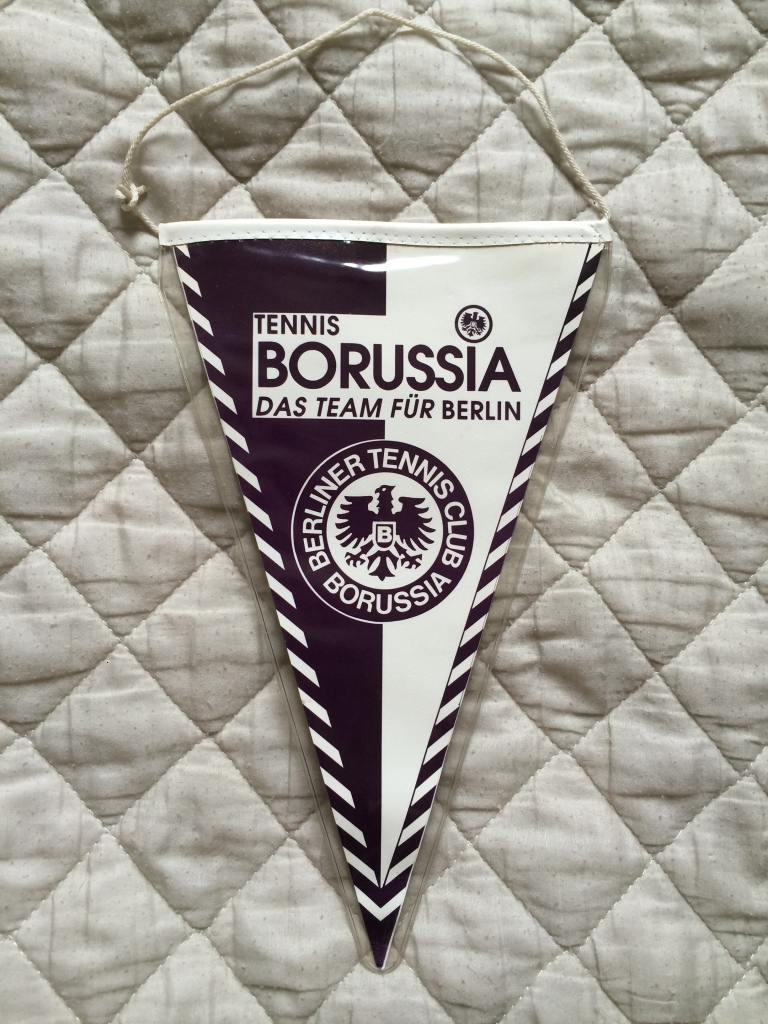 TENNIS
BORUSSIA
DAS TEAM FÜR BERLIN
BERLINER TENNIS CLUB
B
BORUSSIA